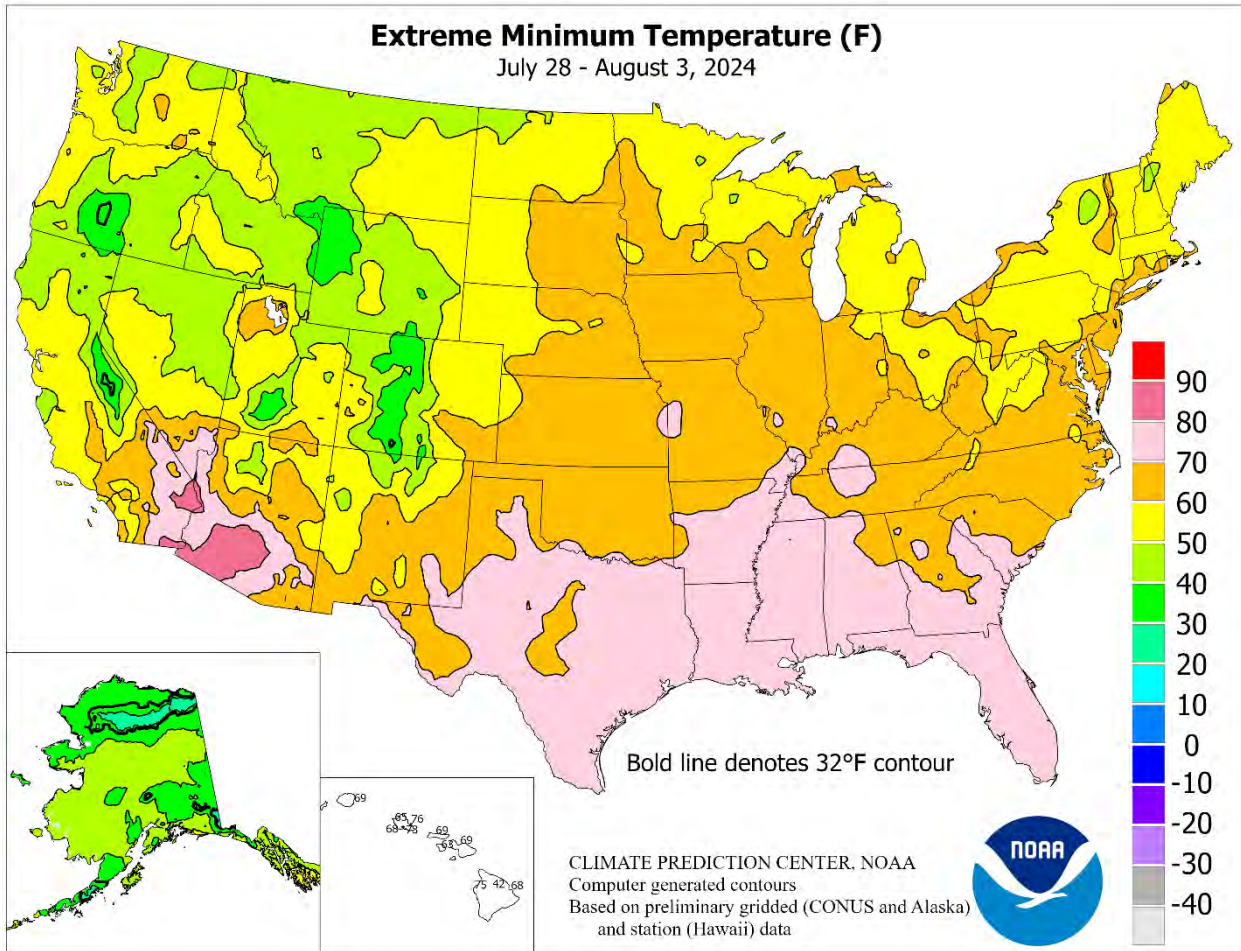 Extreme Minimum Temperature (F)
July 28 - August 3, 2024
90
80
70
60
50
40
30
20
10
0
-10
-20
-30
-40
Bold line denotes 32°F contour
69
65 76
68 78
69
63 69
75 42 68
CLIMATE PREDICTION CENTER, NOAA
Computer generated contours
Based on preliminary gridded (CONUS and Alaska)
and station (Hawaii) data
NOAA